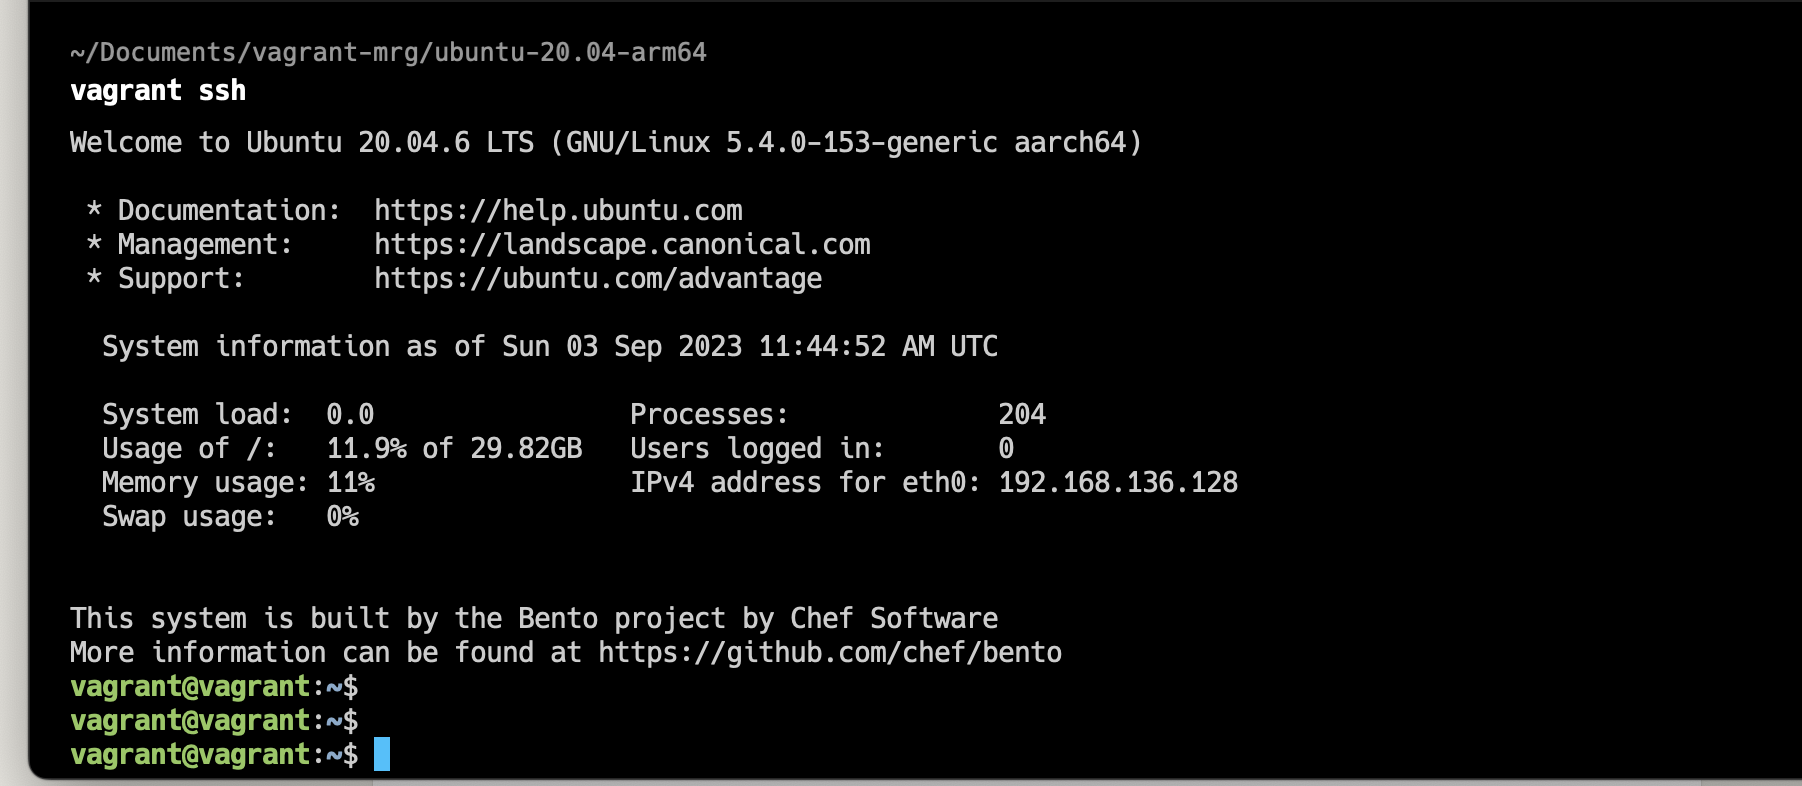 ~/Documents/vagrant-mrg/ubuntu-20.04-arm64
vagrant ssh
Welcome to Ubuntu 20.04.6 LTS (GNU/Linux 5.4.0-153-generic aarch64)
* Documentation:  https://help.ubuntu.com
* Management:     https://landscape.canonical.com
* Support:        https://ubuntu.com/advantage
System information as of Sun 03 Sep 2023 11:44:52 AM UTC
System load:  0.0                Processes:             204
Usage of /:   11.9% of 29.82GB   Users logged in:       0
Memory usage: 11%                IPv4 address for eth0: 192.168.136.128
Swap usage:   0%
This system is built by the Bento project by Chef Software
More information can be found at https://github.com/chef/bento
vagrant@vagrant:~$
vagrant@vagrant:~$
vagrant@vagrant:~$